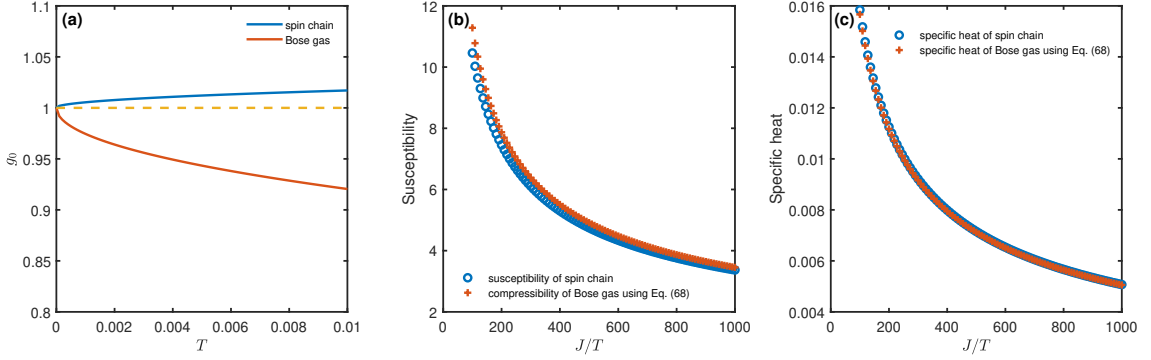 (a)
spin chain
Bose gas
1.1
1.05
1
0.95
0.9
0.85
0.8
g₀
0
0.002
0.004
0.006
0.008
0.01
T
(b)
12
10
8
6
4
2
Susceptibility
susceptibility of spin chain
compressibility of Bose gas using Eq. (68)
0
200
400
600
800
1000
J/T
(c)
specific heat of spin chain
specific heat of Bose gas using Eq. (68)
0.016
0.014
0.012
0.01
0.008
0.006
0.004
Specific heat
0
200
400
600
800
1000
J/T